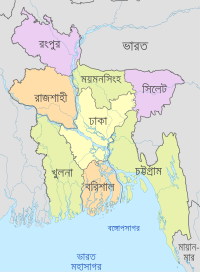 রংপুর
ভারত
ময়মনসিংহ
সিলেট
রাজশাহী
ঢাকা
খুলনা
বরিশাল
চট্টগ্রাম
বঙ্গোপসাগর
মায়ান-
মার
ভারত
মহাসাগর